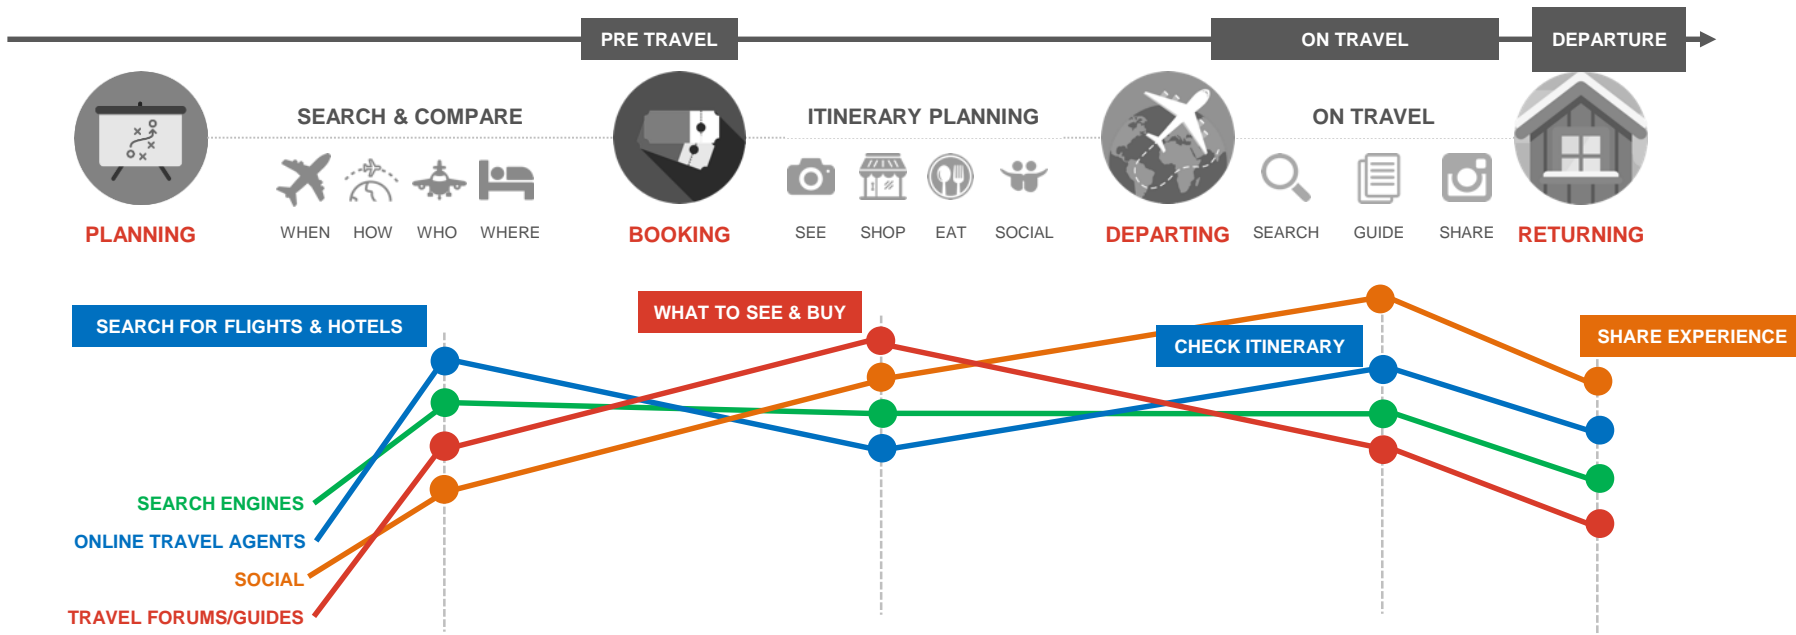 PRE TRAVEL
ON TRAVEL
DEPARTURE
SEARCH & COMPARE
ITINERARY PLANNING
ON TRAVEL
PLANNING
WHEN
HOW
WHO
WHERE
BOOKING
SEE
SHOP
EAT
SOCIAL
DEPARTING
SEARCH
GUIDE
SHARE
RETURNING
SEARCH FOR FLIGHTS & HOTELS
WHAT TO SEE & BUY
CHECK ITINERARY
SHARE EXPERIENCE
SEARCH ENGINES
ONLINE TRAVEL AGENTS
SOCIAL
TRAVEL FORUMS/GUIDES